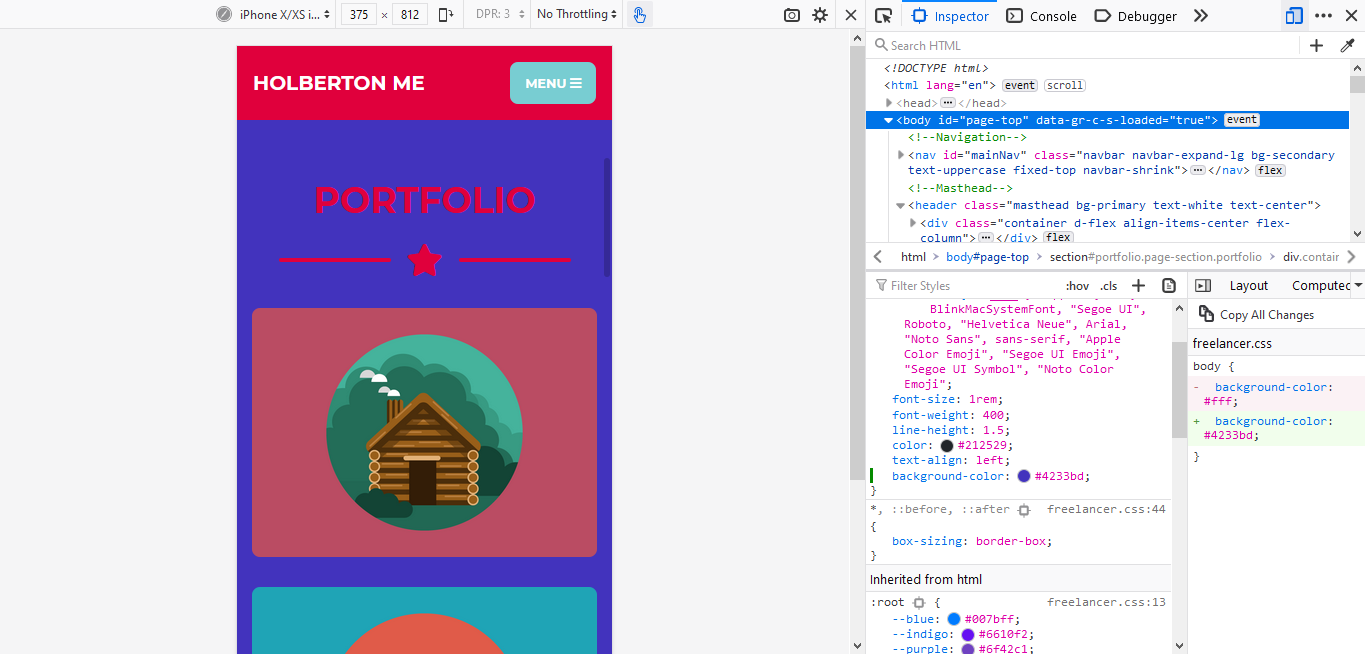 iPhone X/XS i...
375 × 812
DPR: 3
No Throttling
HOLBERTON ME
MENU
PORTFOLIO
Inspector
Console
Debugger
Search HTML
<!DOCTYPE html>
<html lang="en"> event scroll
<head> ••• </head>
<body id="page-top" data-gr-c-s-loaded="true"> event
<!--Navigation-->
<nav id="mainNav" class="navbar navbar-expand-lg bg-secondary
text-uppercase fixed-top navbar-shrink"> ••• </nav> flex
<!--Masthead-->
<header class="masthead bg-primary text-white text-center">
<div class="container d-flex align-items-center flex-
column"> ••• </div> flex
html > body#page-top > section#portfolio.page-section.portfolio > div.contain
Filter Styles
:hov .cls +
BlinkMacSystemFont, "Segoe UI",
Roboto, "Helvetica Neue", Arial,
"Noto Sans", sans-serif, "Apple
Color Emoji", "Segoe UI Emoji",
"Segoe UI Symbol", "Noto Color
Emoji";
font-size: 1rem;
font-weight: 400;
line-height: 1.5;
color: #212529;
text-align: left;
background-color: #4233bd;
}
*, ::before, ::after freelancer.css:44
{
box-sizing: border-box;
}
Inherited from html
:root { freelancer.css:13
--blue: #007bff;
--indigo: #6610f2;
--purple: #6f42c1;
Layout
Computed
Copy All Changes
freelancer.css
body {
- background-color:
#fff;
+ background-color:
#4233bd;
}